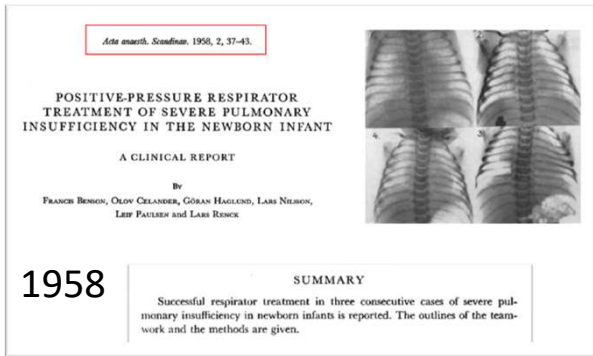 Acta anaesth. Scandinav. 1958, 2, 37–43.
POSITIVE-PRESSURE RESPIRATOR
TREATMENT OF SEVERE PULMONARY
INSUFFICIENCY IN THE NEWBORN INFANT
A CLINICAL REPORT
By
FRANCIS BENSON, OLOV CELANDER, GÖRAN HAGLUND, LARS NILSSON,
LEIF PAULSEN and LARS RENCK
2
4
3
1958
SUMMARY
Successful respirator treatment in three consecutive cases of severe pul-
monary insufficiency in newborn infants is reported. The outlines of the team-
work and the methods are given.